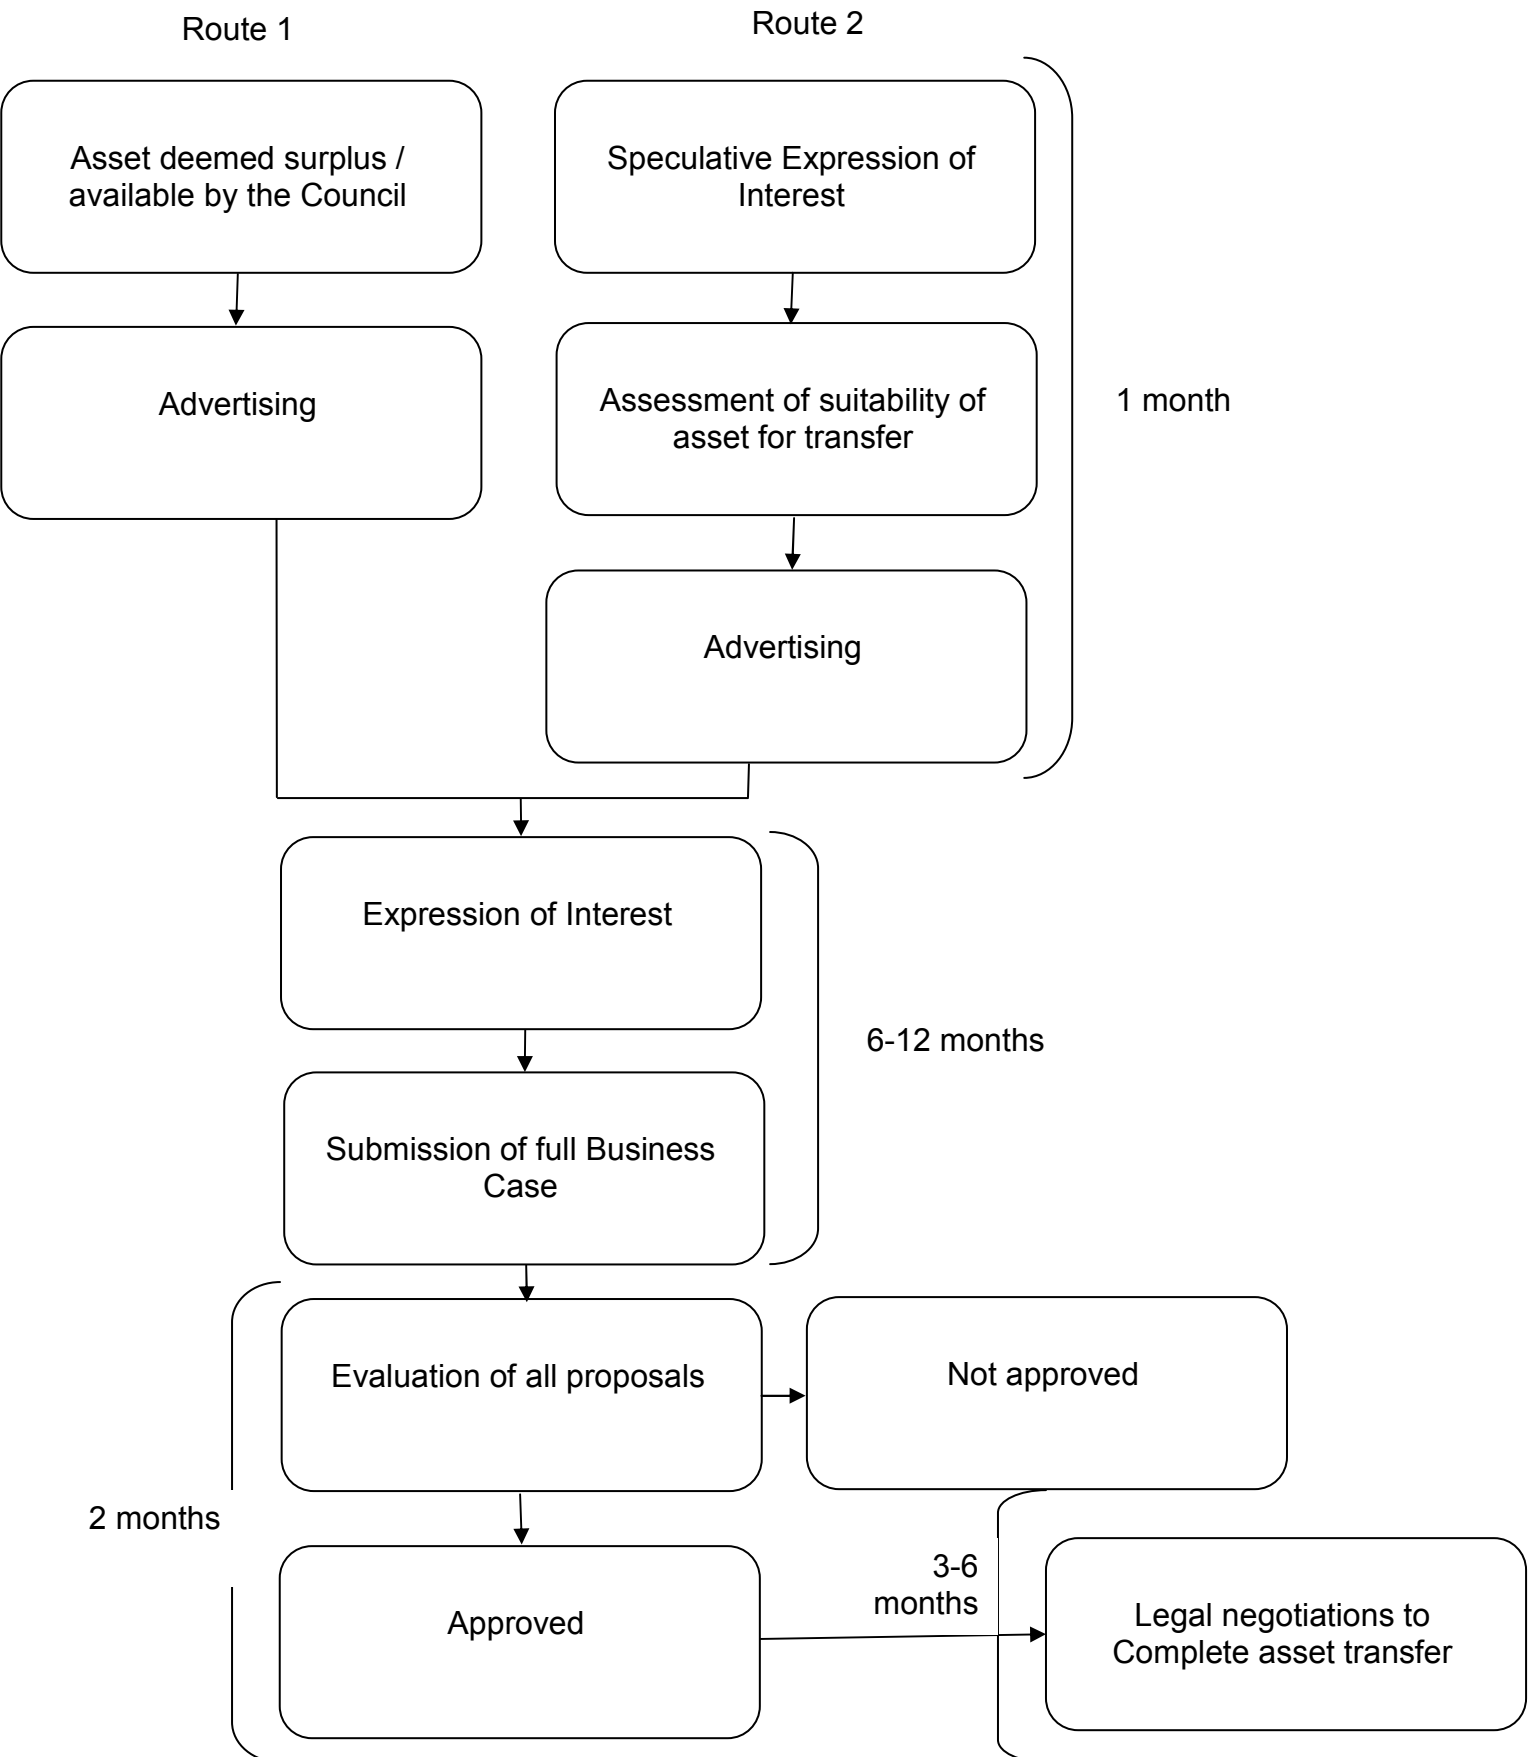 Route 1
Route 2
Asset deemed surplus /
available by the Council
Speculative Expression of
Interest
Advertising
Assessment of suitability of
asset for transfer
1 month
Advertising
Expression of Interest
6-12 months
Submission of full Business
Case
Evaluation of all proposals
Not approved
2 months
Approved
3-6
months
Legal negotiations to
Complete asset transfer